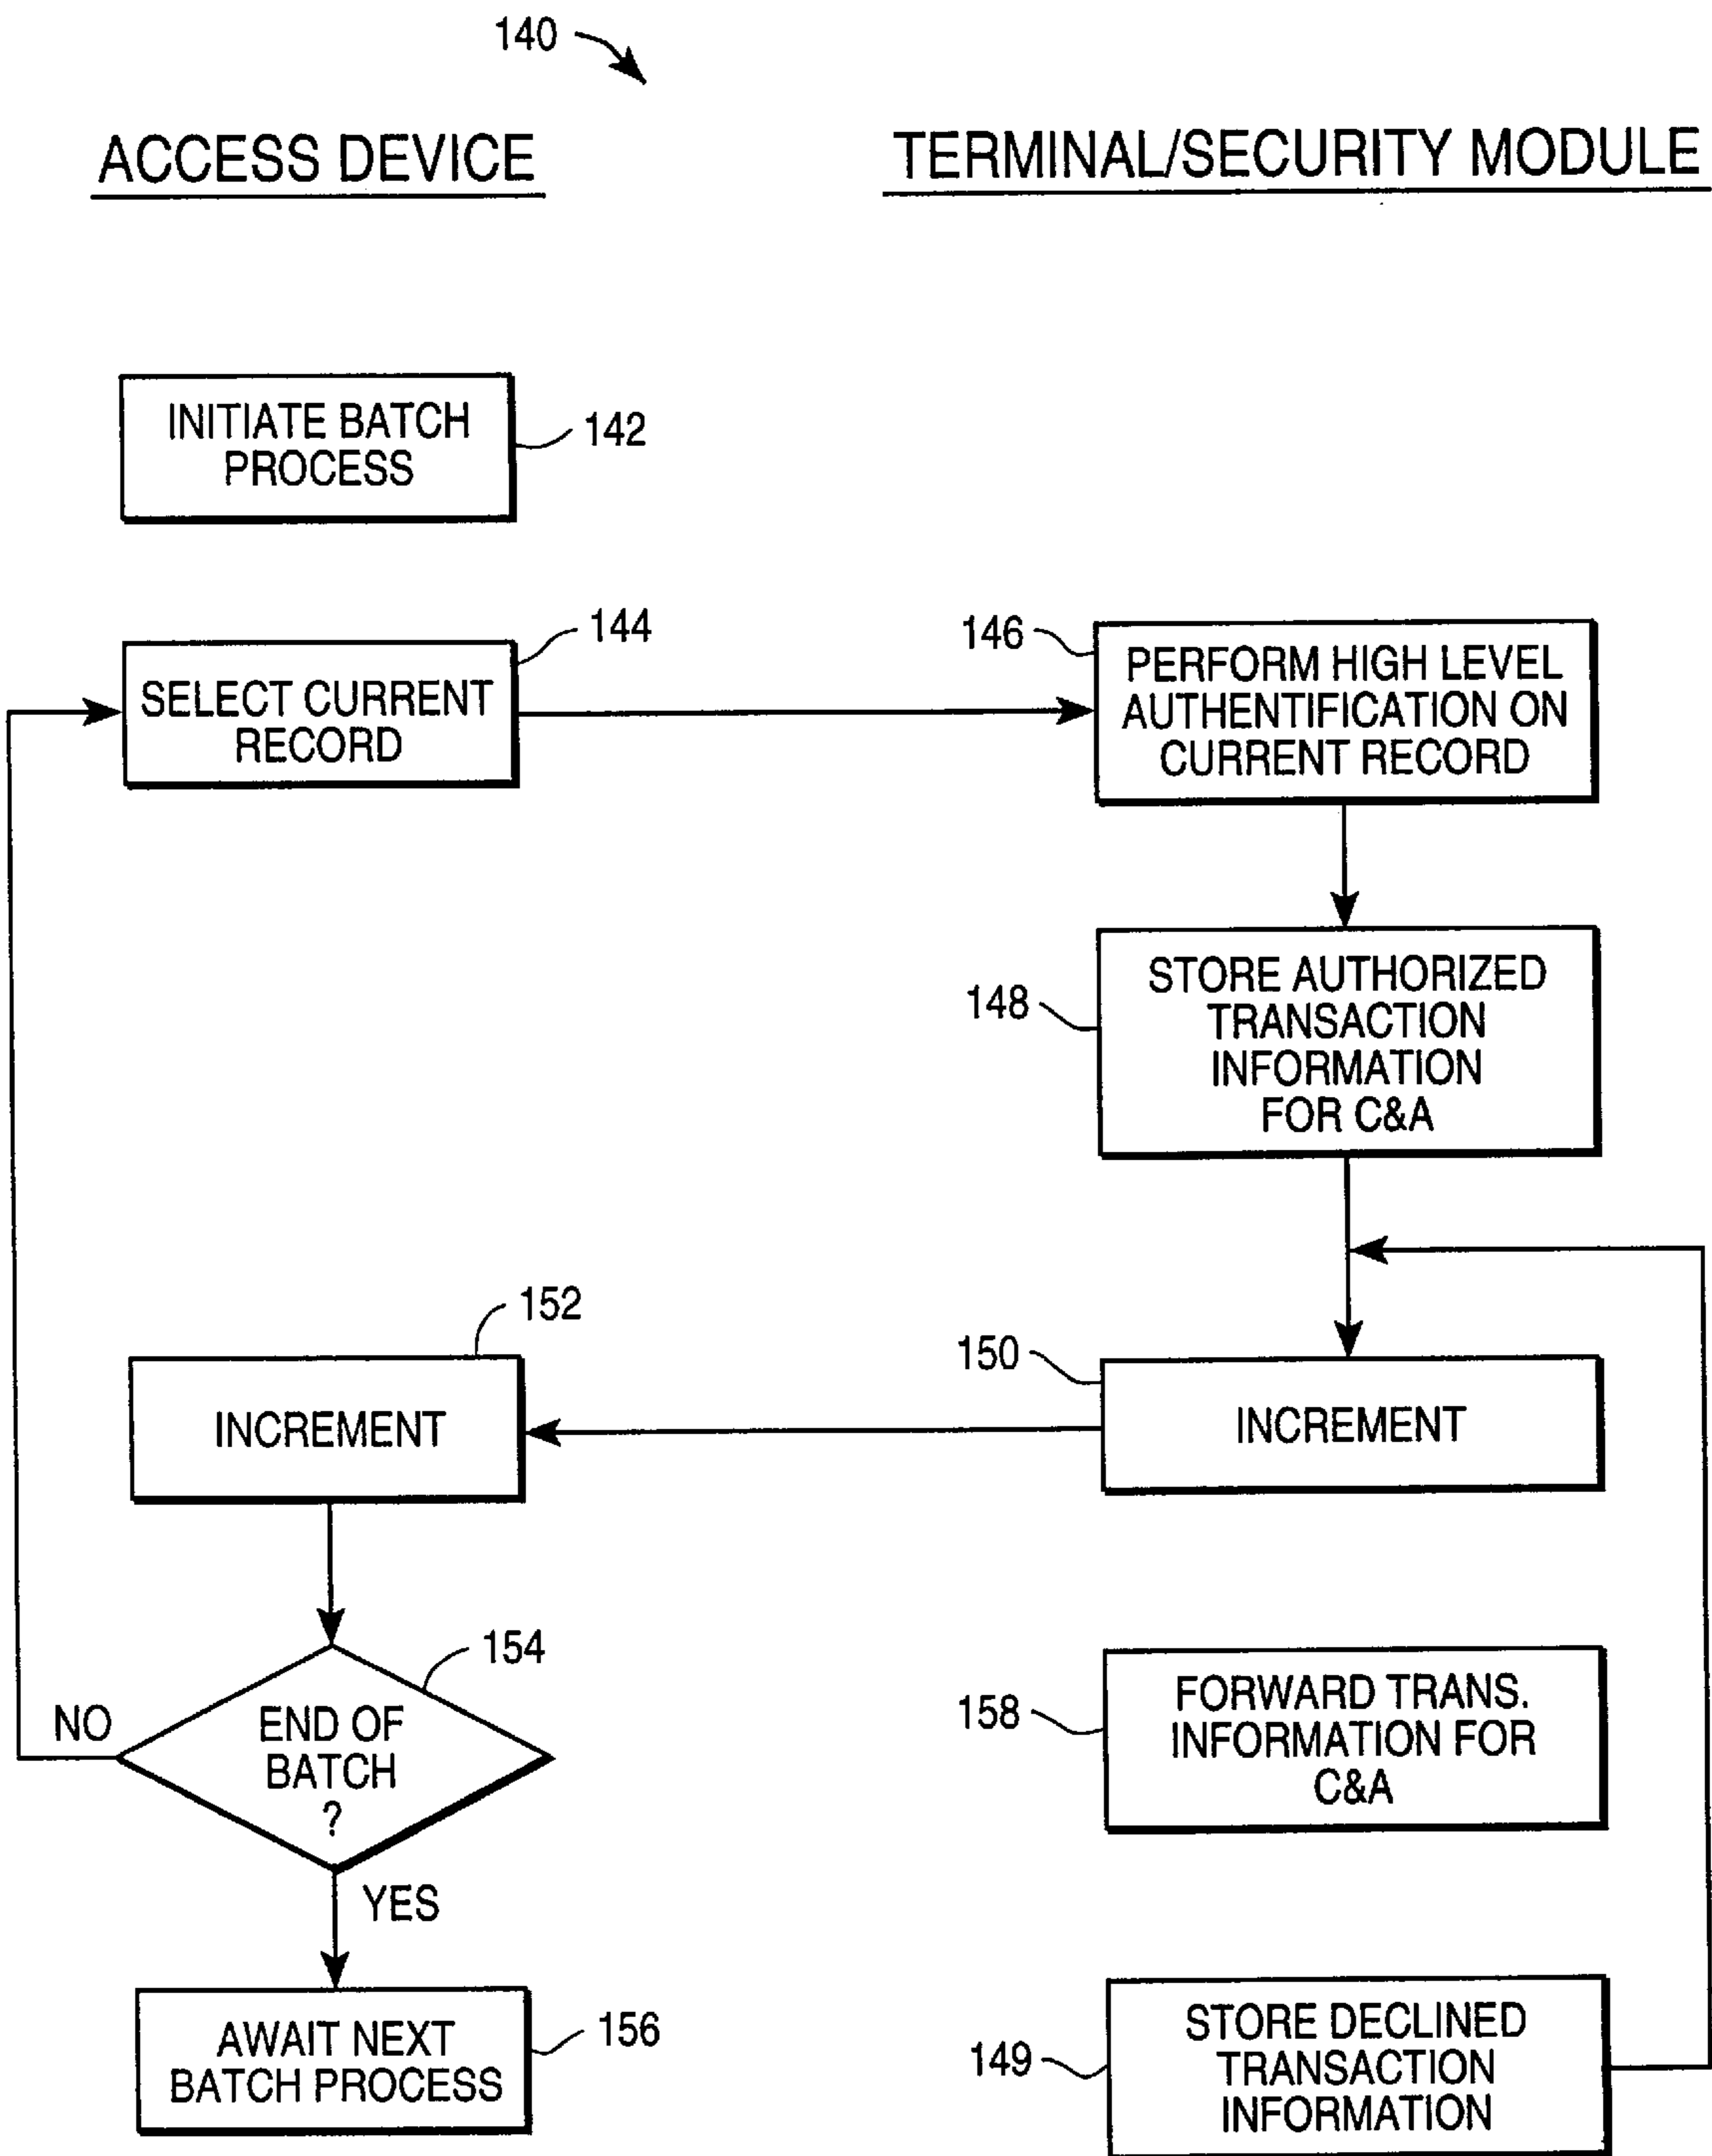 140
ACCESS DEVICE
TERMINAL/SECURITY MODULE
INITIATE BATCH
PROCESS
142
SELECT CURRENT
RECORD
144
146
PERFORM HIGH LEVEL
AUTHENTIFICATION ON
CURRENT RECORD
148
STORE AUTHORIZED
TRANSACTION
INFORMATION
FOR C&A
152
INCREMENT
150
INCREMENT
154
NO
END OF
BATCH
?
YES
158
FORWARD TRANS.
INFORMATION FOR
C&A
AWAIT NEXT
BATCH PROCESS
156
149
STORE DECLINED
TRANSACTION
INFORMATION